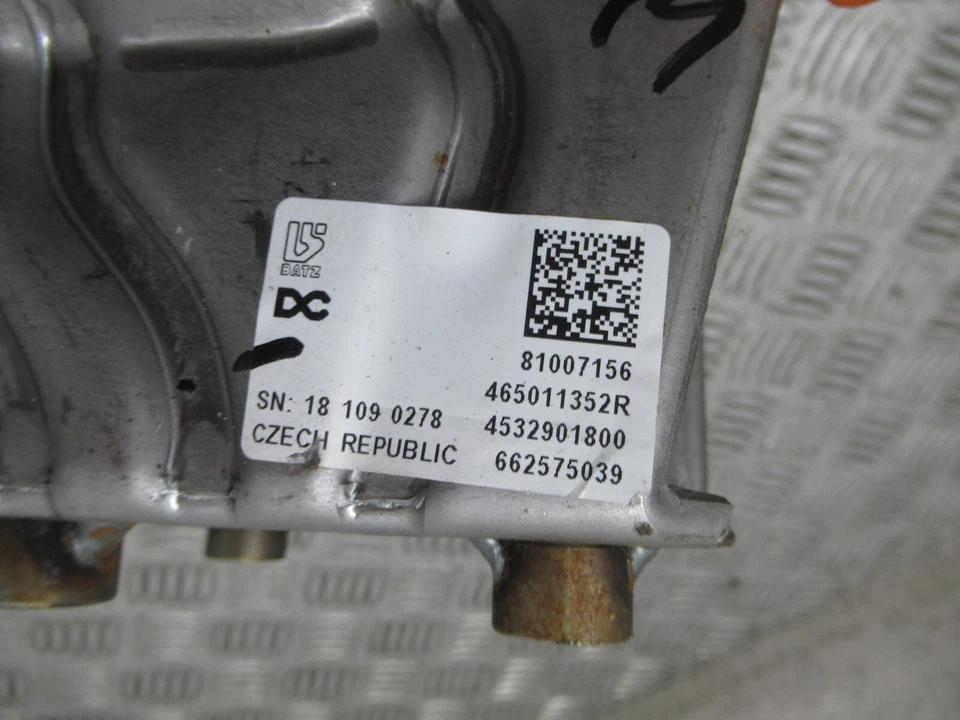 BATZ
DC
81007156
465011352R
4532901800
662575039
SN: 18 109 0278
CZECH REPUBLIC